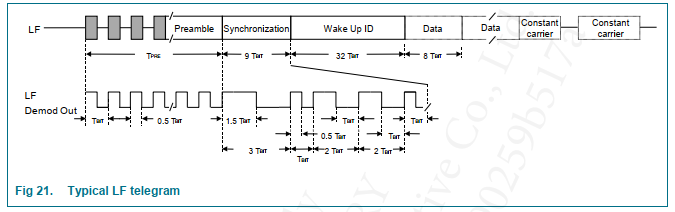 LF
Preamble
Synchronization
Wake Up ID
Data
Data
Constant carrier
Constant carrier
TPRE
9 TBIT
32 TBIT
8 TBIT
LF
Demod Out
TBIT
0.5 TBIT
1.5 TBIT
TBIT
TBIT
0.5 TBIT
TBIT
3 TBIT
TBIT
2 TBIT
2 TBIT
Fig 21. Typical LF telegram